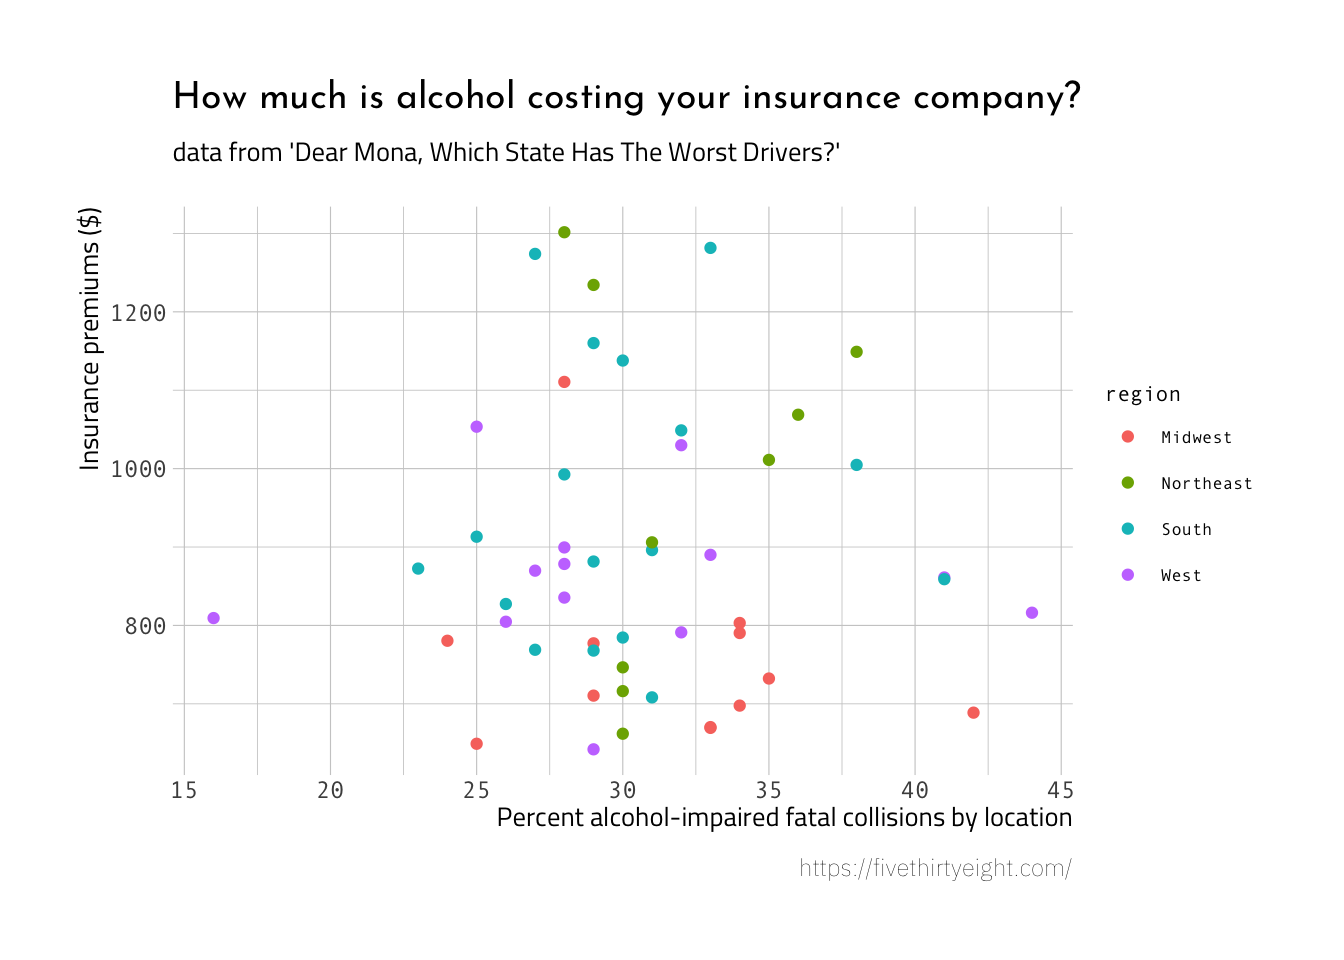 How much is alcohol costing your insurance company?
data from 'Dear Mona, Which State Has The Worst Drivers?'
Insurance premiums ($)
1200
1000
800
15 20 25 30 35 40 45
Percent alcohol-impaired fatal collisions by location
region
Midwest
Northeast
South
West
https://fivethirtyeight.com/